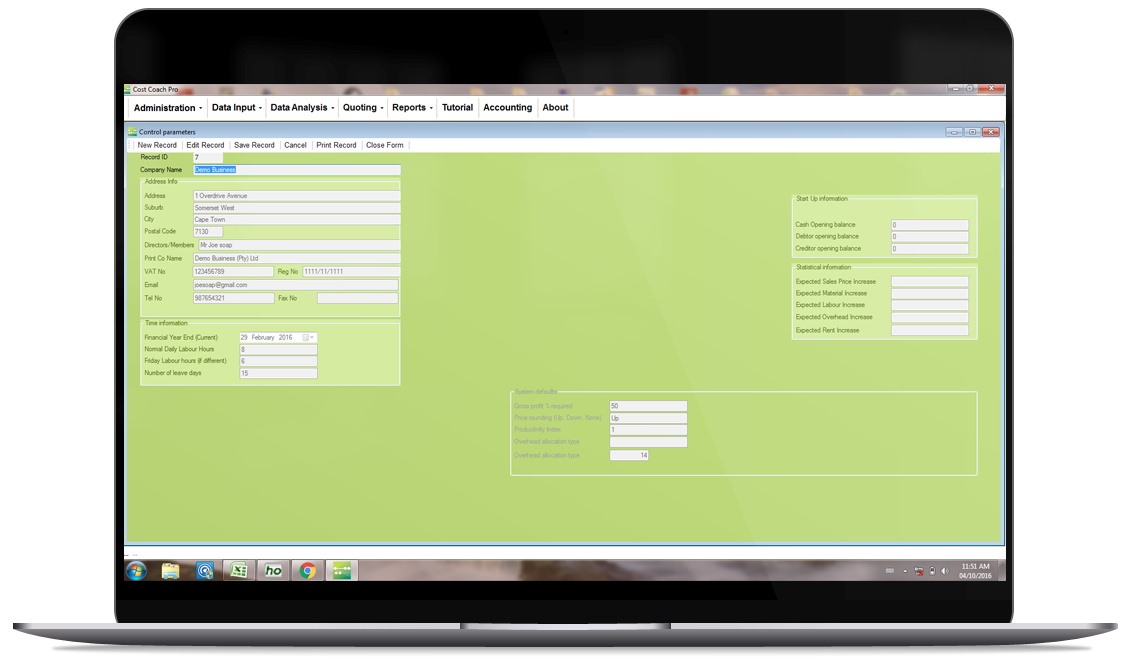 Cost Coach Pro
Administration Data Input Data Analysis Quoting Reports Tutorial Accounting About
Control parameters
New Record Edit Record Save Record Cancel Print Record Close Form
Record ID 7
Company Name Demo Business
Address Info
Address 1 Overdrive Avenue
Suburb Somerset West
City Cape Town
Postal Code 7130
Directors/Members Mr Joe soap
Print Co Name Demo Business (Pty) Ltd
VAT No 123456789 Reg No 1111/11/1111
Email joesoap@gmail.com
Tel No 987654321 Fax No
Time information
Financial Year End (Current) 29 February 2016
Normal Daily Labour Hours 8
Friday Labour hours (if different) 6
Number of leave days 15
Start Up information
Cash Opening balance 0
Debtor opening balance 0
Creditor opening balance 0
Statistical information
Expected Sales Price Increase
Expected Material Increase
Expected Labour Increase
Expected Overhead Increase
Expected Rent Increase
System defaults
Gross profit % required 50
Price rounding (Up, Down, None) Up
Productivity Index 1
Overhead allocation type
Overhead allocation type 14
ho
11:51 AM
04/10/2016